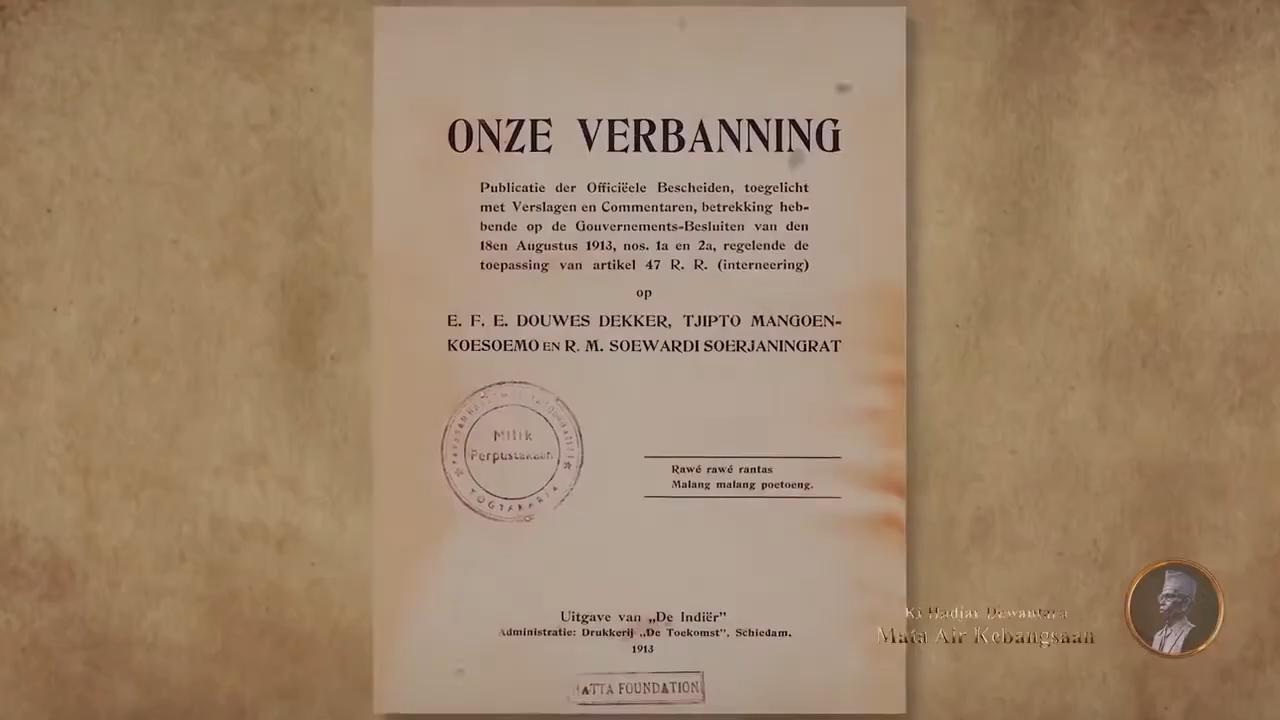 ONZE VERBANNING
Publicatie der Officiëele Bescheiden, toegelicht
met Verslagen en Commentaren, betrekking heb-
bende op de Gouvernements-Besluiten van den
18en Augustus 1913, nos. 1a en 2a, regelende de
toepassing van artikel 47 R. R. (interneering)
op
E. F. E. DOUWES DEKKER, TJIPTO MANGOEN-
KOESOEMO EN R. M. SOEWARDI SOERJANINGRAT
Milik
Perpustakaan
YOGYAKARTA
Rawé rawé rantas
Malang malang poetoeng.
Uitgave van „De Indiër”
Administratie: Drukkerij „De Toekomst”, Schiedam.
1913
HATTA FOUNDATION
Ki Hadjar Dewantara
Mata Air Kebangsaan